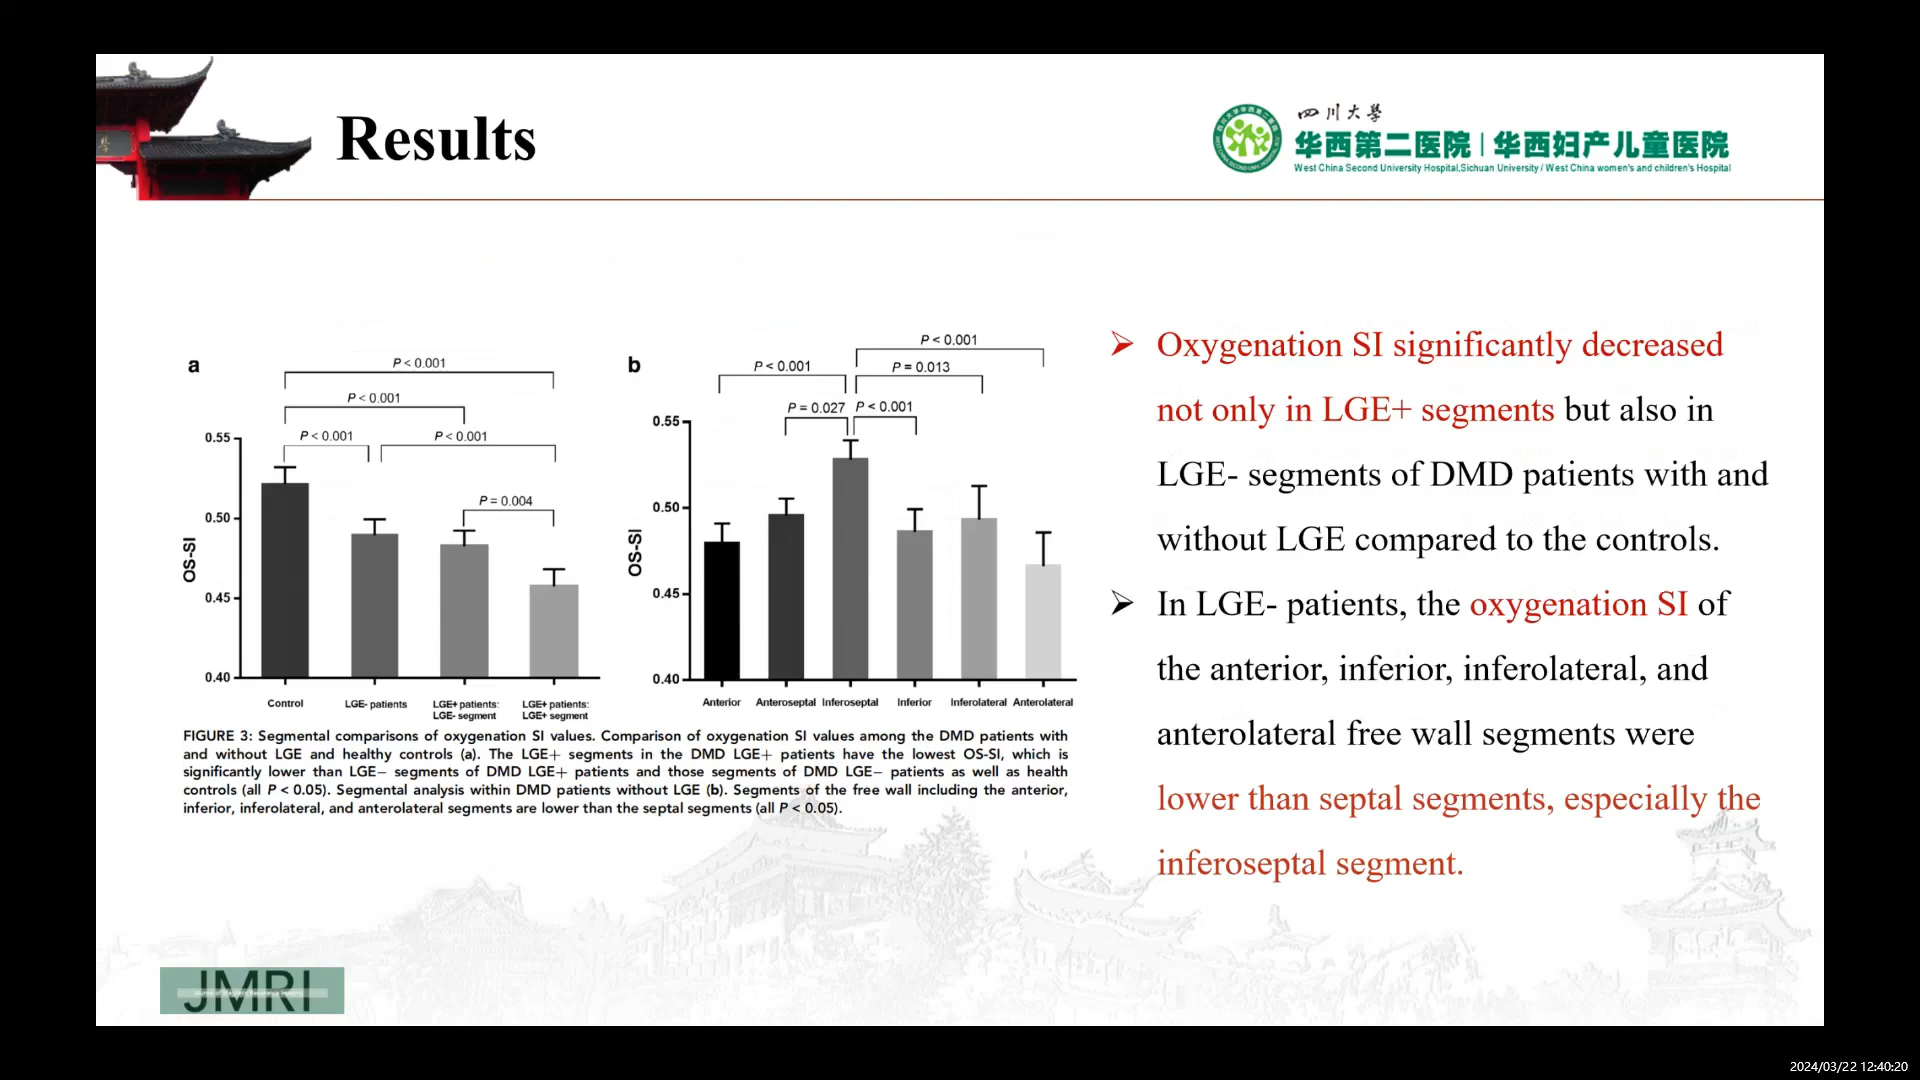 Results
四川大學
华西第二医院 | 华西妇产儿童医院
West China Second University Hospital,Sichuan University / West China women's and children's Hospital
學
a
P < 0.001
P < 0.001
P < 0.001
P < 0.001
P = 0.004
0.55
0.50
0.45
0.40
OS-SI
Control
LGE- patients
LGE+ patients:
LGE- segment
LGE+ patients:
LGE+ segment
b
P < 0.001
P < 0.001
P = 0.013
P = 0.027
P < 0.001
0.55
0.50
0.45
0.40
OS-SI
Anterior
Anteroseptal
Inferoseptal
Inferior
Inferolateral
Anterolateral
FIGURE 3: Segmental comparisons of oxygenation SI values. Comparison of oxygenation SI values among the DMD patients with
and without LGE and healthy controls (a). The LGE+ segments in the DMD LGE+ patients have the lowest OS-SI, which is
significantly lower than LGE− segments of DMD LGE+ patients and those segments of DMD LGE− patients as well as health
controls (all P < 0.05). Segmental analysis within DMD patients without LGE (b). Segments of the free wall including the anterior,
inferior, inferolateral, and anterolateral segments are lower than the septal segments (all P < 0.05).
➢ Oxygenation SI significantly decreased
not only in LGE+ segments but also in
LGE- segments of DMD patients with and
without LGE compared to the controls.
➢ In LGE- patients, the oxygenation SI of
the anterior, inferior, inferolateral, and
anterolateral free wall segments were
lower than septal segments, especially the
inferoseptal segment.
JMRI
2024/03/22 12:40:20